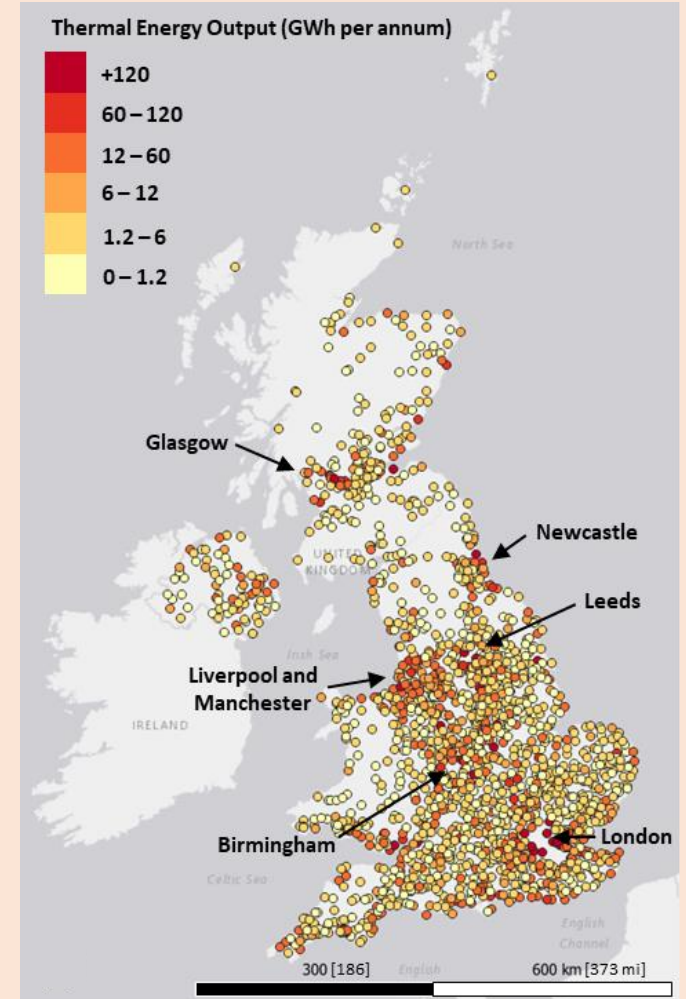 Thermal Energy Output (GWh per annum)
+120
60 – 120
12 – 60
6 – 12
1.2 – 6
0 – 1.2
North Sea
Glasgow
Newcastle
UNITED
KINGDOM
Leeds
Irish Sea
Liverpool and
Manchester
IRELAND
Birmingham
London
Celtic Sea
English
Channel
300 [186]
English
600 km [373 mi]